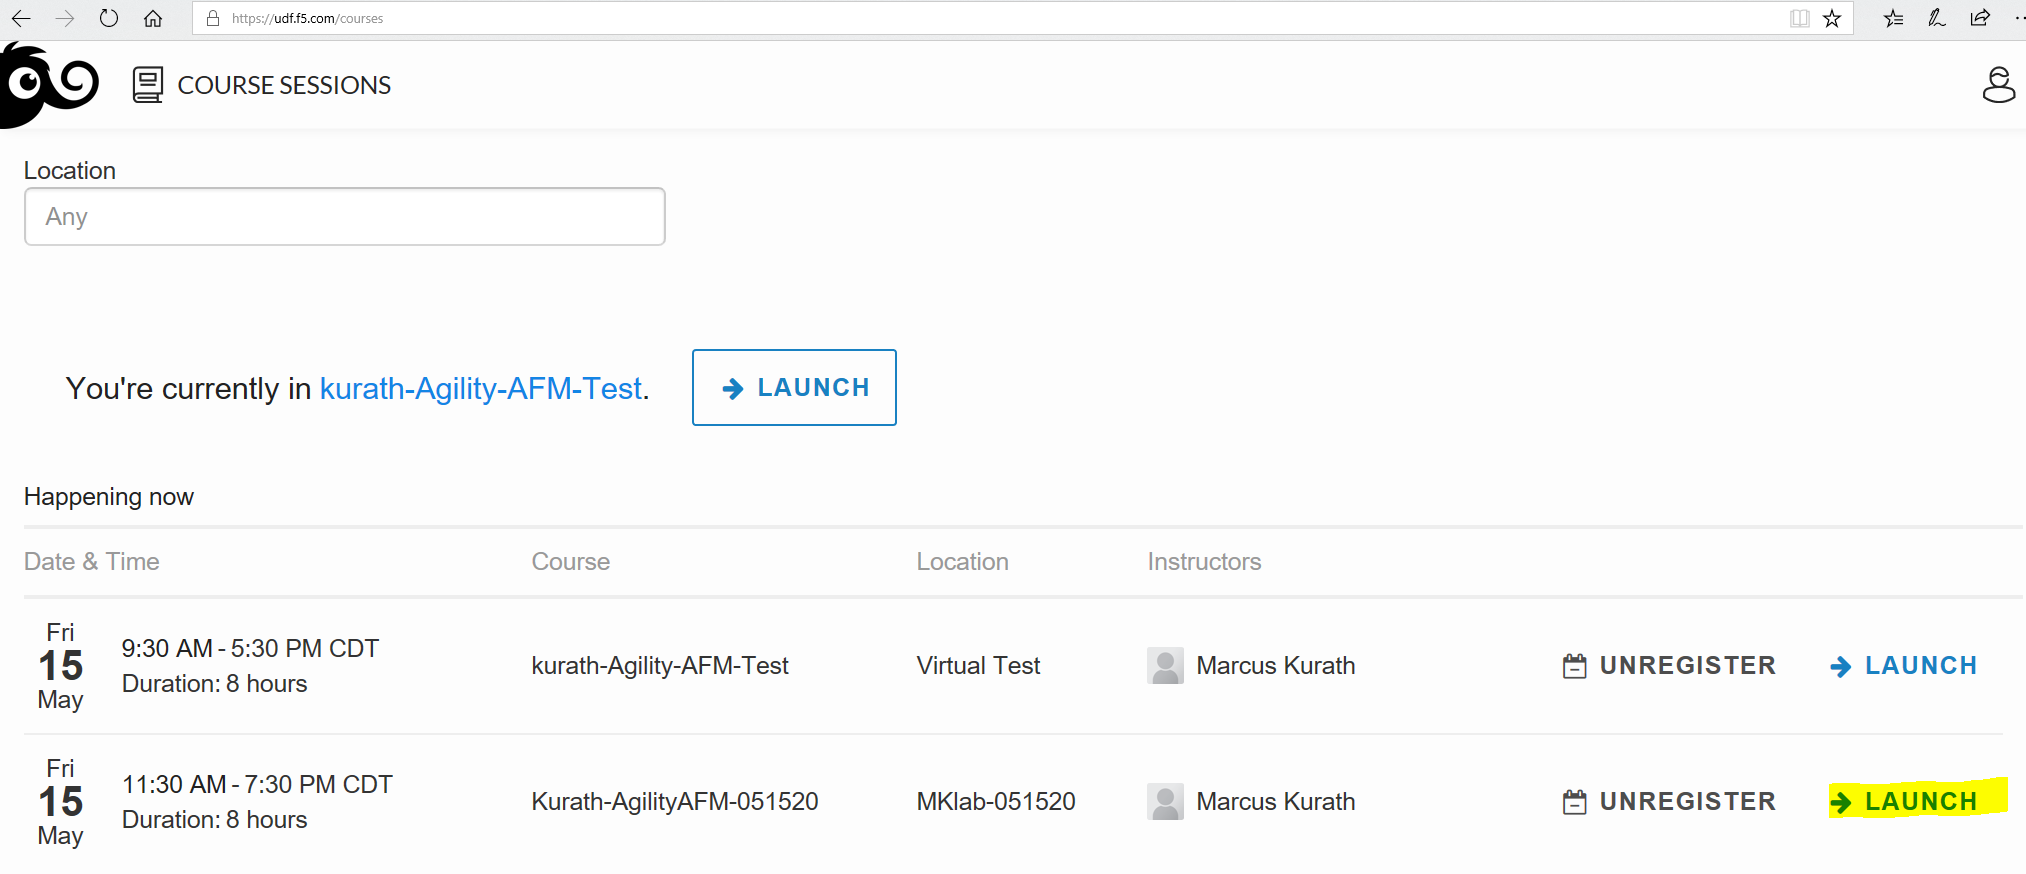 https://udf.f5.com/courses
COURSE SESSIONS
Location
Any
You're currently in kurath-Agility-AFM-Test.
LAUNCH
Happening now
Date & Time Course Location Instructors
Fri
15
May
9:30 AM - 5:30 PM CDT
Duration: 8 hours
kurath-Agility-AFM-Test
Virtual Test
Marcus Kurath
UNREGISTER
LAUNCH
Fri
15
May
11:30 AM - 7:30 PM CDT
Duration: 8 hours
Kurath-AgilityAFM-051520
MKlab-051520
Marcus Kurath
UNREGISTER
LAUNCH